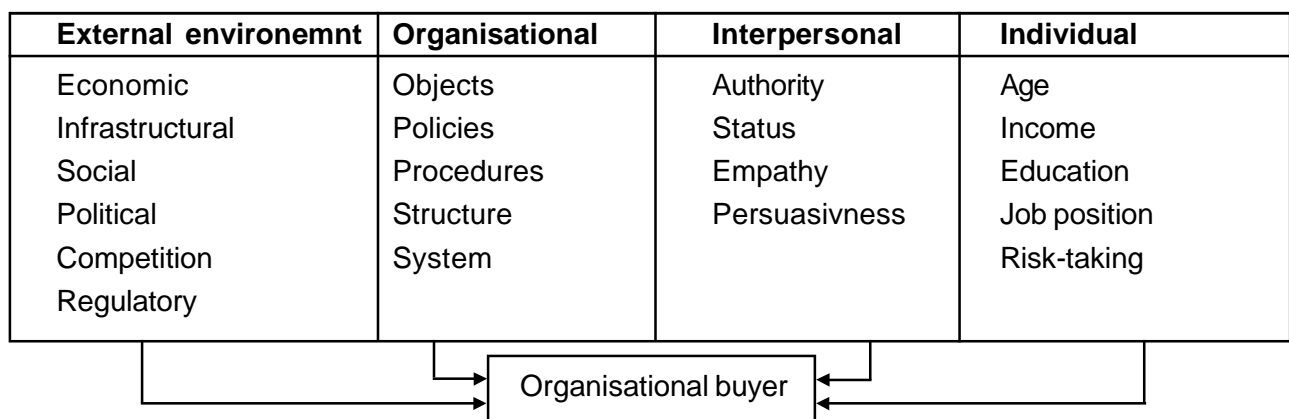 External environemnt Organisational Interpersonal Individual
Economic Objects Authority Age
Infrastructural Policies Status Income
Social Procedures Empathy Education
Political Structure Persuasivness Job position
Competition System Risk-taking
Regulatory
Organisational buyer